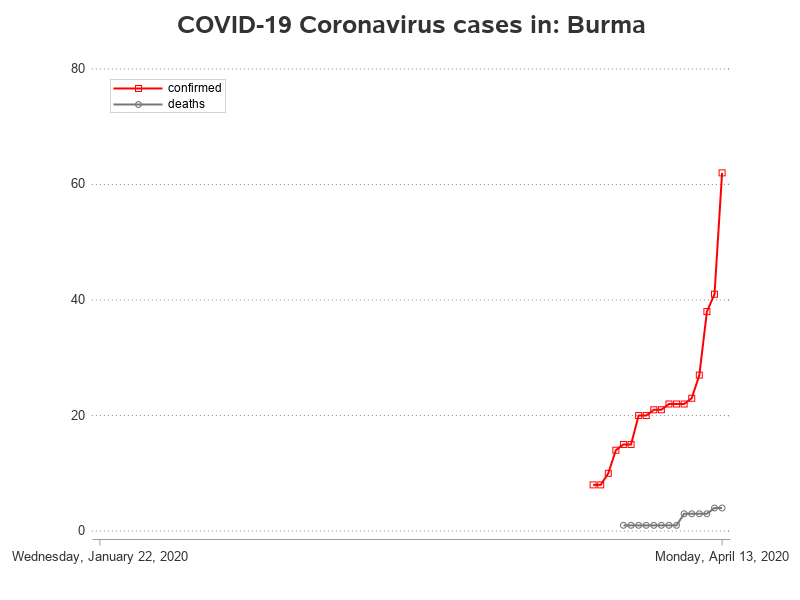 COVID-19 Coronavirus cases in: Burma
80
confirmed
deaths
60
40
20
0
Wednesday, January 22, 2020
Monday, April 13, 2020